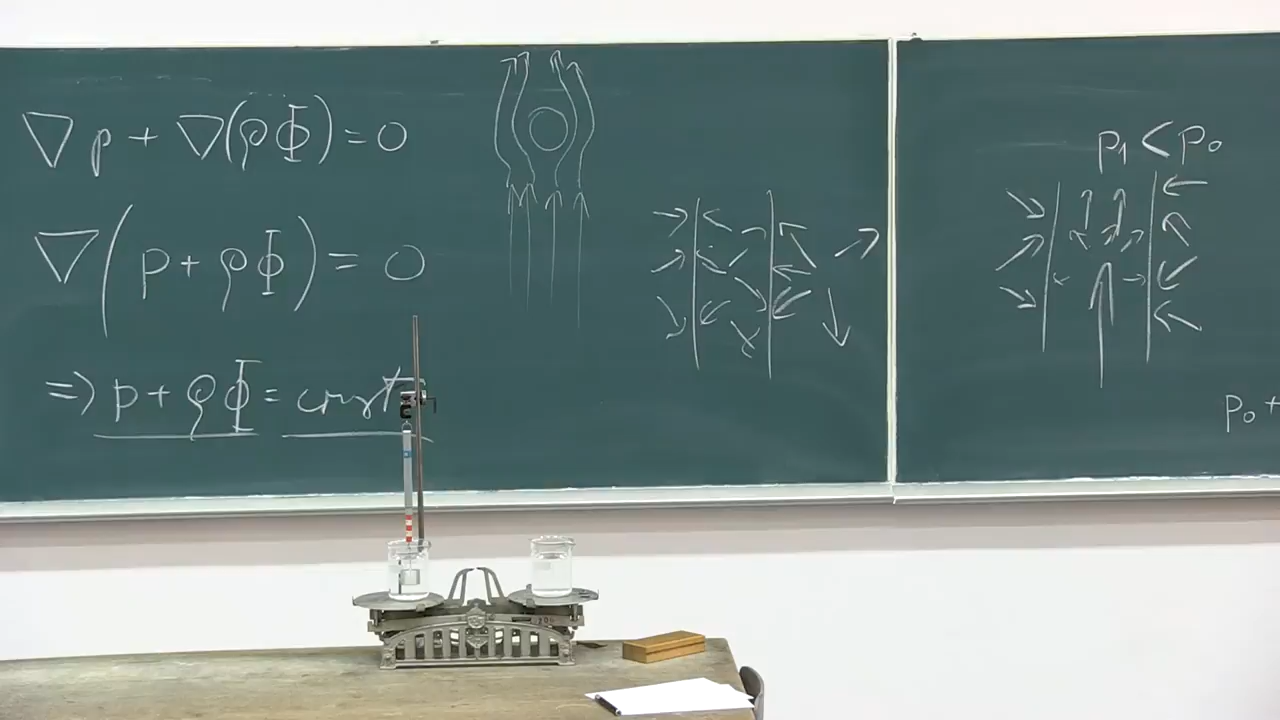 ∇p + ∇(ρΦ) = 0
∇(p + ρΦ) = 0
⇒ p + ρΦ = const
p₁ < p₀
p₀ +